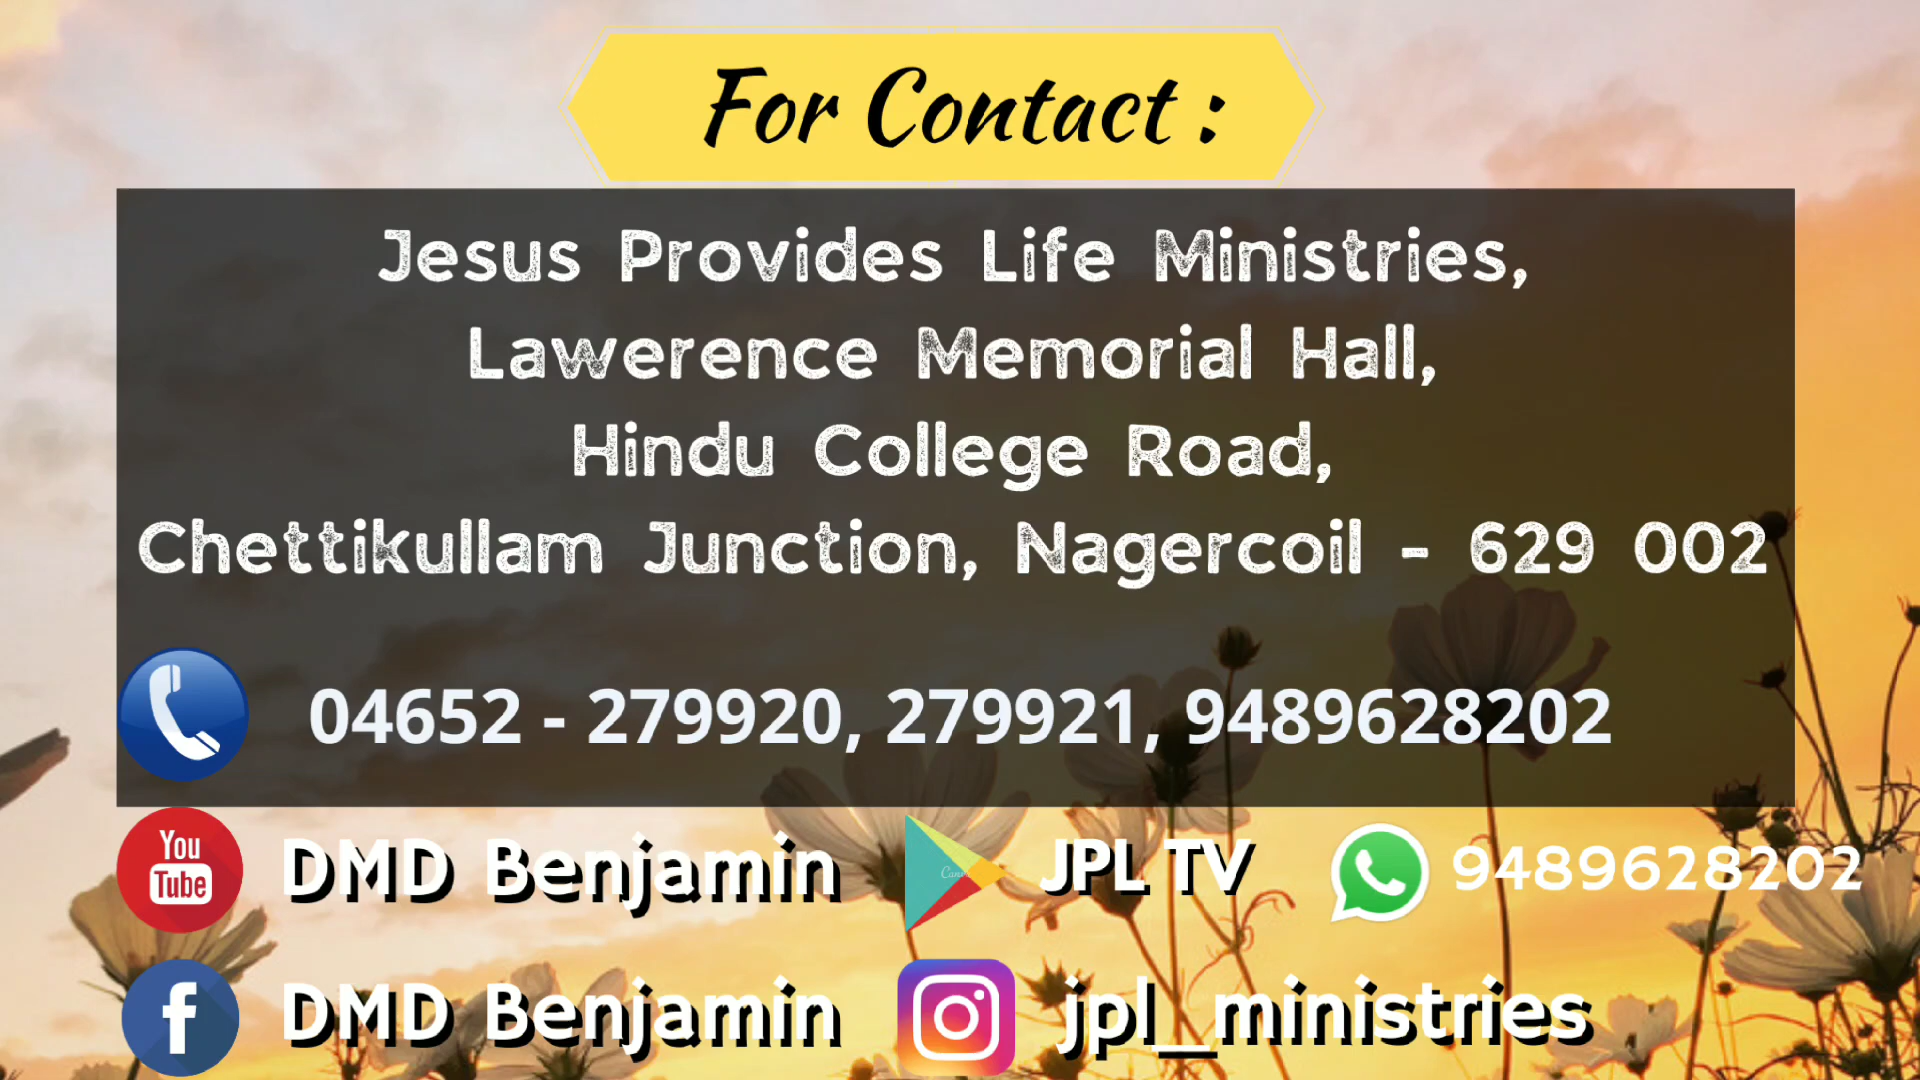 For Contact :
Jesus Provides Life Ministries,
Lawerence Memorial Hall,
Hindu College Road,
Chettikullam Junction, Nagercoil - 629 002
04652 - 279920, 279921, 9489628202
You Tube DMD Benjamin JPL TV 9489628202
f DMD Benjamin jpl_ministries